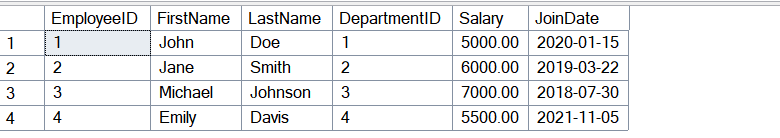 EmployeeID FirstName LastName DepartmentID Salary JoinDate
1 1 John Doe 1 5000.00 2020-01-15
2 2 Jane Smith 2 6000.00 2019-03-22
3 3 Michael Johnson 3 7000.00 2018-07-30
4 4 Emily Davis 4 5500.00 2021-11-05